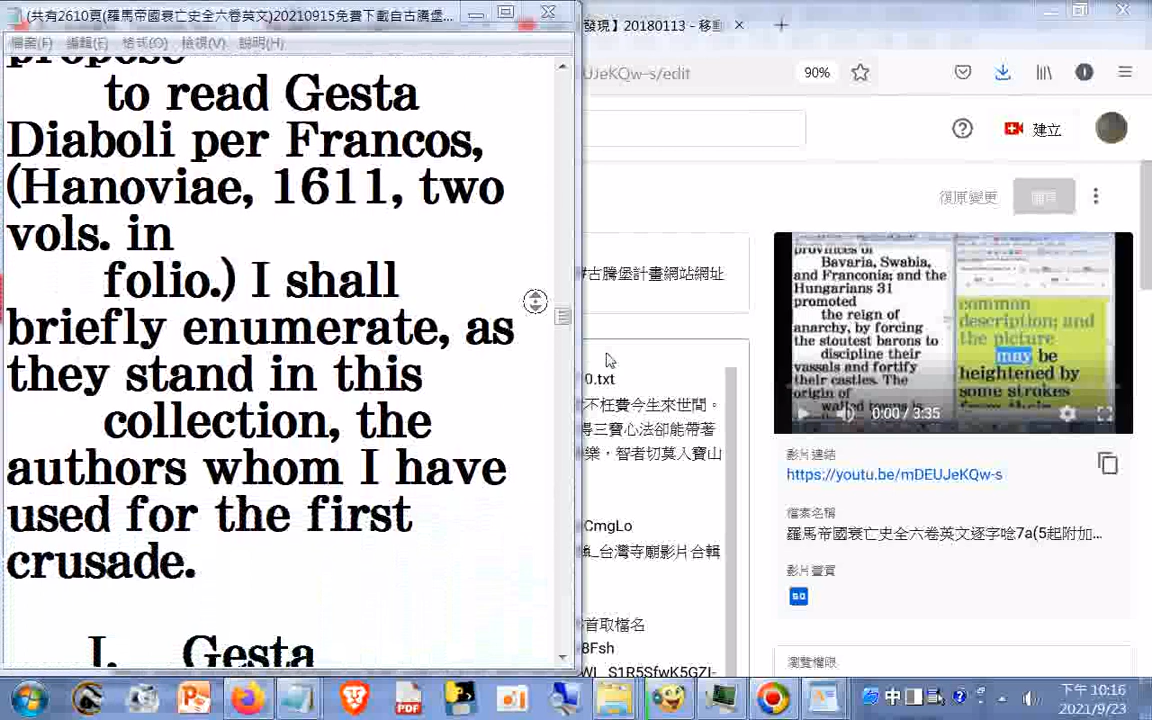 (共有2610頁(羅馬帝國衰亡史全六卷英文)20210915免費下載自古騰堡...
檔案(F) 編輯(E) 格式(O) 檢視(V) 說明(H)
propose
to read Gesta
Diaboli per Francos,
(Hanoviae, 1611, two
vols. in
folio.) I shall
briefly enumerate, as
they stand in this
collection, the
authors whom I have
used for the first
crusade.
I. Gesta
發現】20180113 - 移動
JJeKQw-s/edit
90%
建立
復原變更
#古騰堡計畫網站網址
0.txt
不枉費今生來世間。
得三寶心法卻能帶著
樂，智者切莫入寶山
CmgLo
_台灣寺廟影片合輯
首取檔名
8Fsh
WI_S1R5SfwK5GZI-
provinces of
Bavaria, Swabia,
and Franconia; and the
Hungarians 31
promoted
the reign of
anarchy, by forcing
the stoutest barons to
discipline their
vassals and fortify
their castles. The
origin of
walled towns is
common
description; and
the picture
may be
heightened by
some strokes
0:00 / 3:35
影片連結
https://youtu.be/mDEUJeKQw-s
檔案名稱
羅馬帝國衰亡史全六卷英文逐字唸7a(5起附加...
影片畫質
SD
瀏覽權限
PDF
中
下午 10:16
2021/9/23